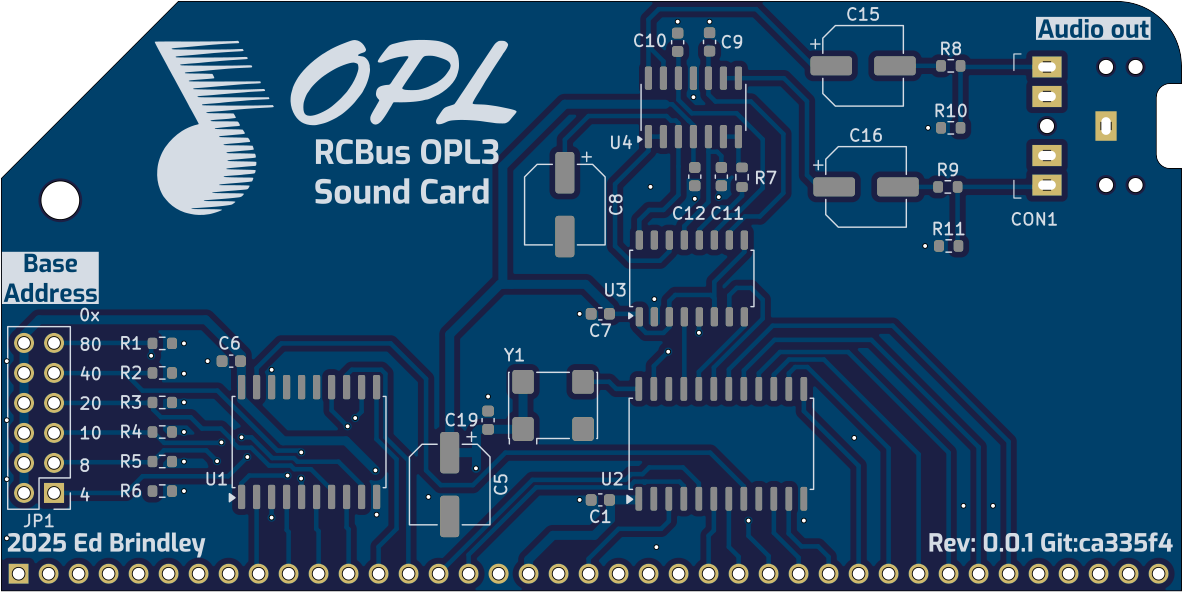 OPL
RCBus OPL3
Sound Card
C10
C9
C15
+
R8
Audio out
R10
U4
C16
+
R9
R7
C12
C11
CON1
R11
+
C8
Base
Address
0x
80
40
20
10
8
4
R1
R2
R3
R4
R5
R6
C6
U1
JP1
U3
C7
Y1
C19
+
C5
U2
C1
2025 Ed Brindley
Rev: 0.0.1 Git:ca335f4